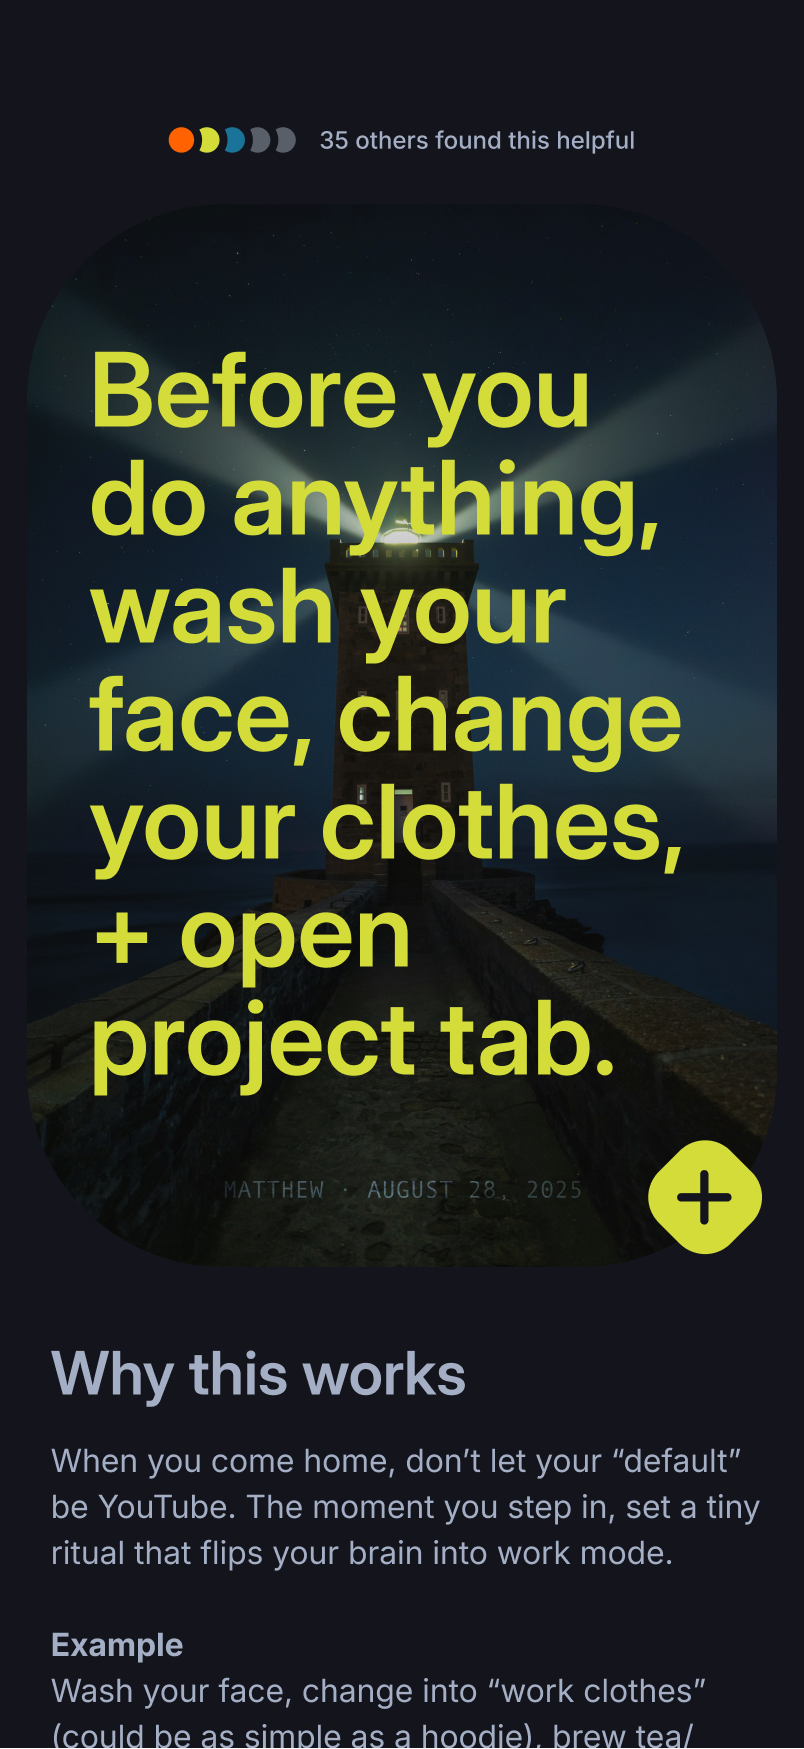 35 others found this helpful
Before you
do anything,
wash your
face, change
your clothes,
+ open
project tab.
MATTHEW · AUGUST 28, 2025
Why this works
When you come home, don’t let your “default”
be YouTube. The moment you step in, set a tiny
ritual that flips your brain into work mode.
Example
Wash your face, change into “work clothes”
(could be as simple as a hoodie), brew tea/